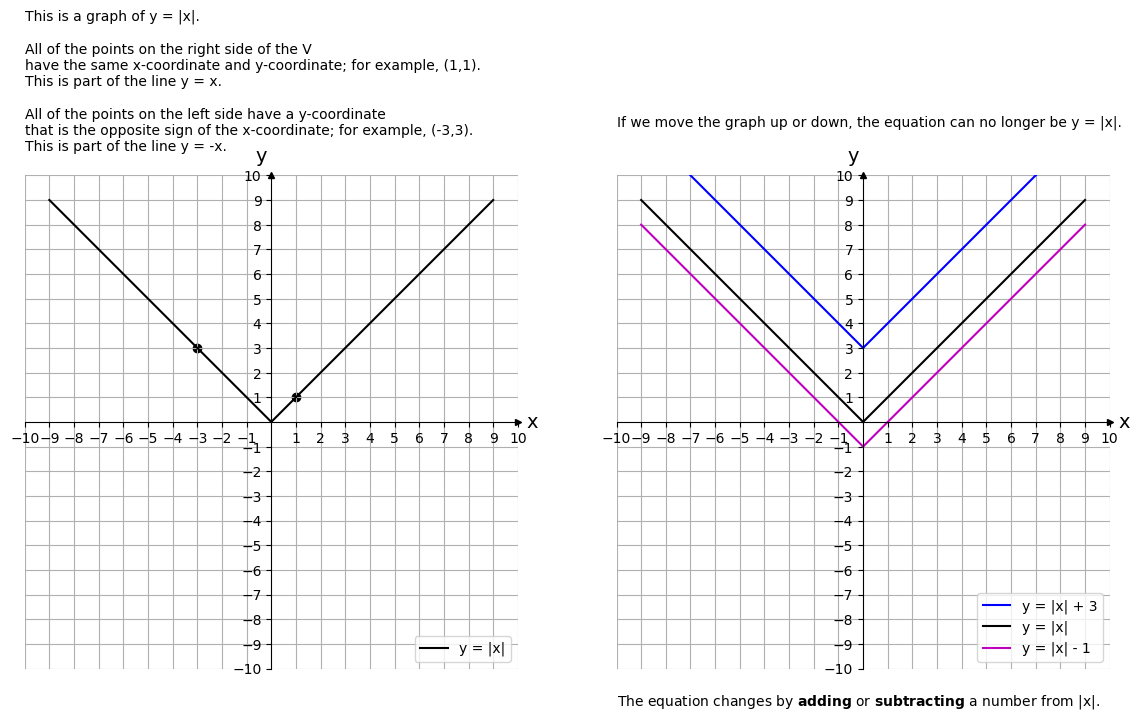 This is a graph of y = |x|.
All of the points on the right side of the V
have the same x-coordinate and y-coordinate; for example, (1,1).
This is part of the line y = x.
All of the points on the left side have a y-coordinate
that is the opposite sign of the x-coordinate; for example, (-3,3).
This is part of the line y = -x.
y
10
9
8
7
6
5
4
3
2
1
−10 −9 −8 −7 −6 −5 −4 −3 −2 −1 1 2 3 4 5 6 7 8 9 10 x
−1
−2
−3
−4
−5
−6
−7
−8
−9
−10
y = |x|
If we move the graph up or down, the equation can no longer be y = |x|.
y
10
9
8
7
6
5
4
3
2
1
−10 −9 −8 −7 −6 −5 −4 −3 −2 −1 1 2 3 4 5 6 7 8 9 10 x
−1
−2
−3
−4
−5
−6
−7
−8
−9
−10
y = |x| + 3
y = |x|
y = |x| - 1
The equation changes by adding or subtracting a number from |x|.